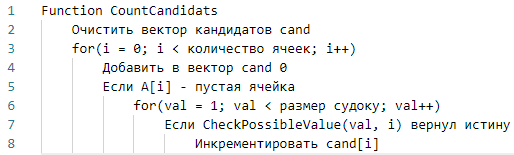 1 Function CountCandidats
2 Очистить вектор кандидатов cand
3 for(i = 0; i < количество ячеек; i++)
4 Добавить в вектор cand 0
5 Если A[i] - пустая ячейка
6 for(val = 1; val < размер судоку; val++)
7 Если CheckPossibleValue(val, i) вернул истину
8 Инкрементировать cand[i]